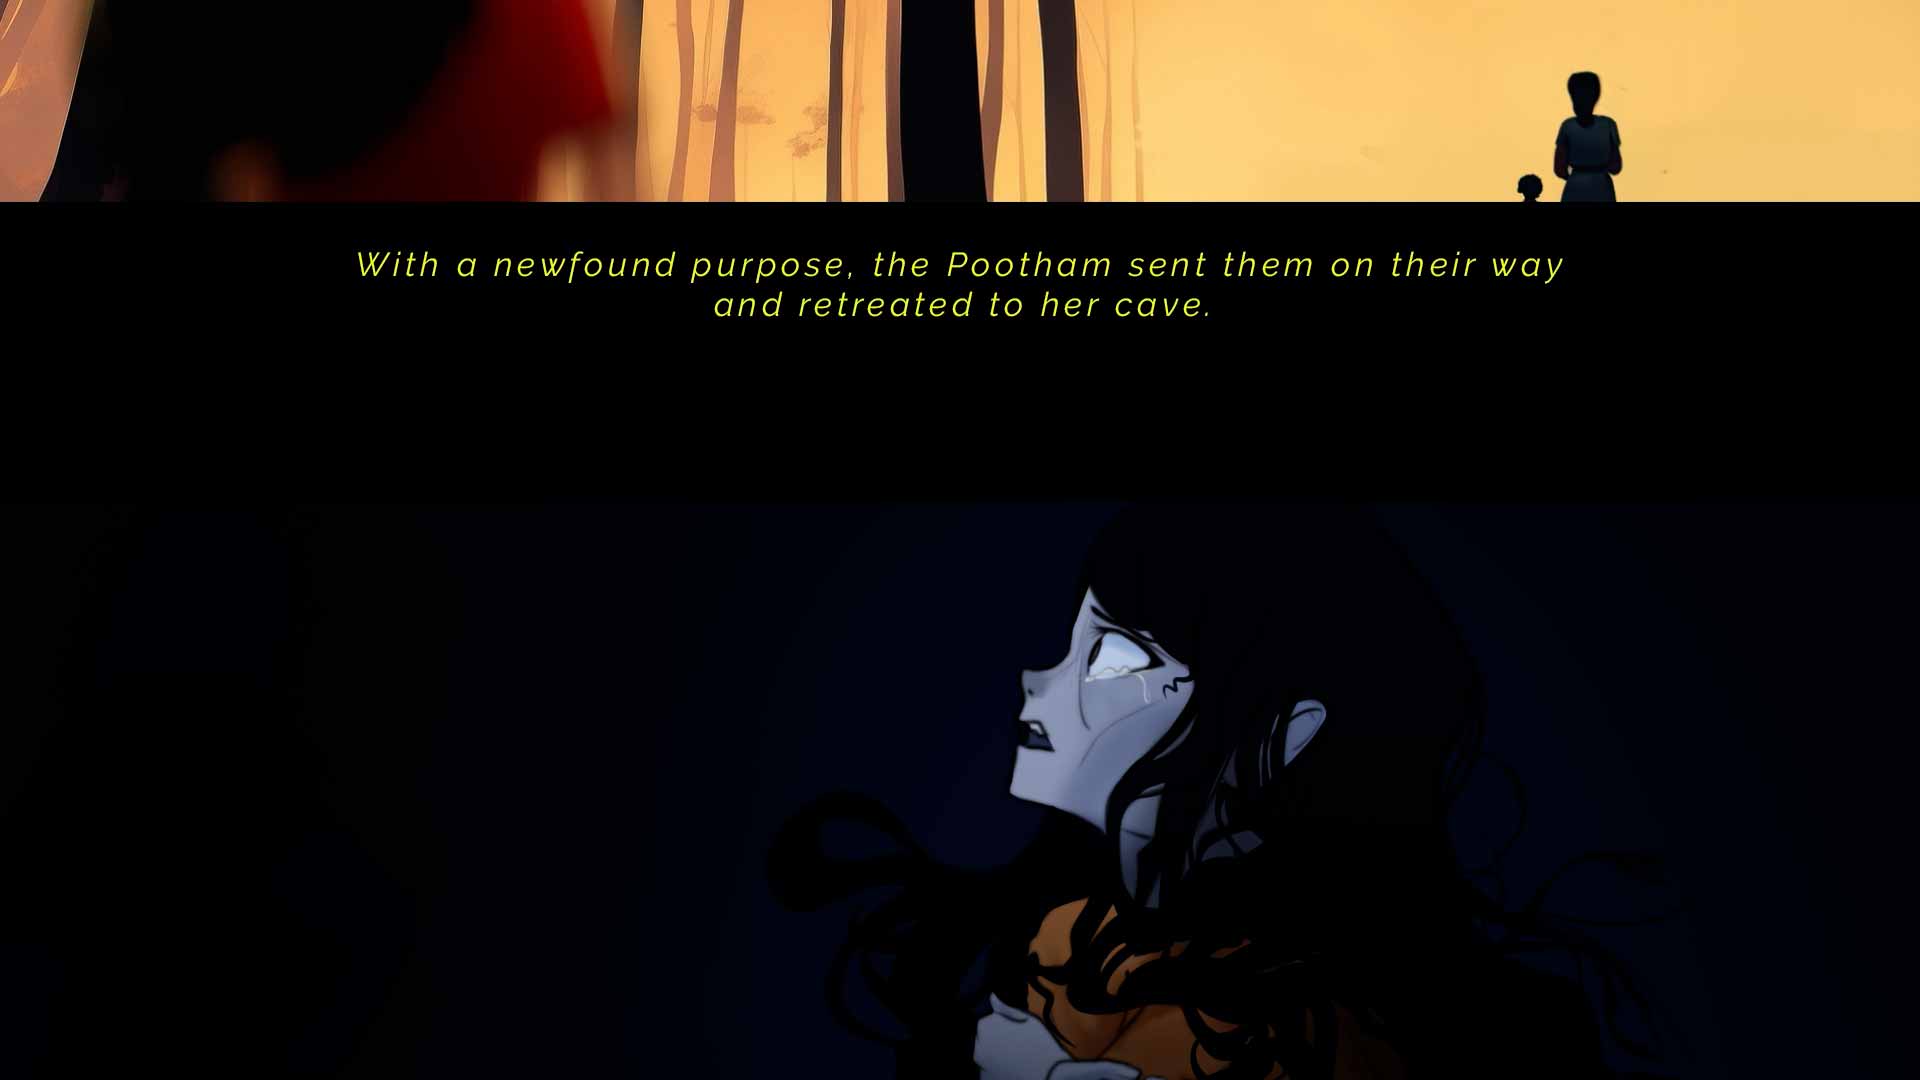 With a newfound purpose, the Pootham sent them on their way
and retreated to her cave.